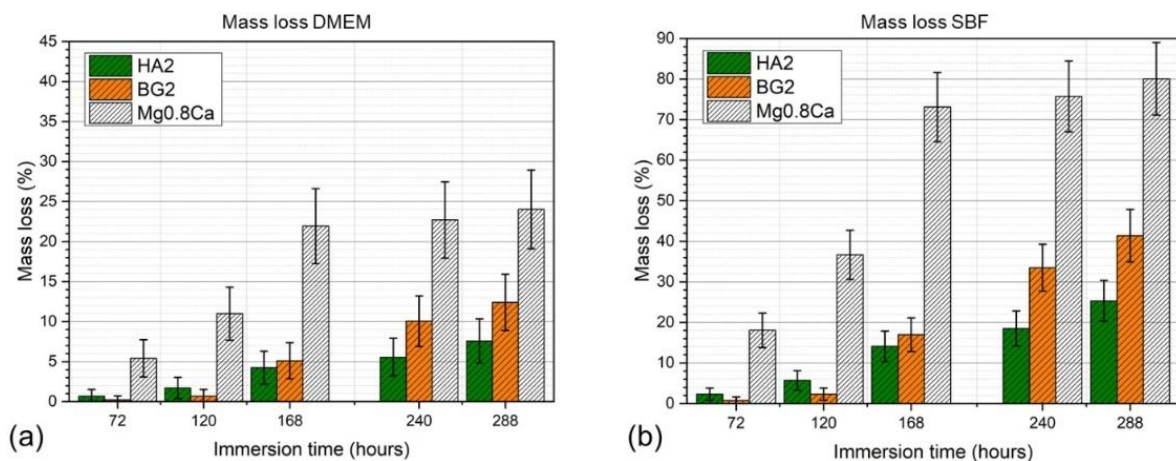 Mass loss DMEM
45
40
35
30
25
20
15
10
5
0
Mass loss (%)
HA2
BG2
Mg0.8Ca
72 120 168 240 288
Immersion time (hours)
(a)
Mass loss SBF
90
80
70
60
50
40
30
20
10
0
Mass loss (%)
HA2
BG2
Mg0.8Ca
72 120 168 240 288
Immersion time (hours)
(b)